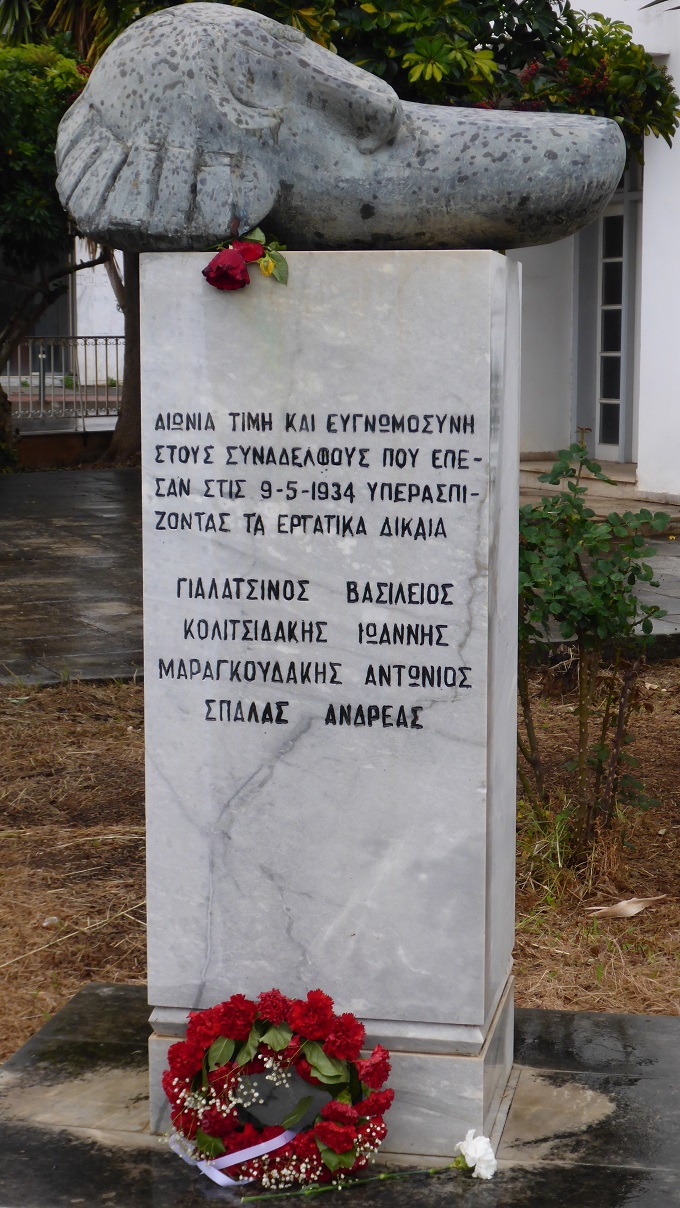 ΑΙΩΝΙΑ ΤΙΜΗ ΚΑΙ ΕΥΓΝΩΜΟΣΥΝΗ
ΣΤΟΥΣ ΣΥΝΑΔΕΛΦΟΥΣ ΠΟΥ ΕΠΕ-
ΣΑΝ ΣΤΙΣ 9-5-1934 ΥΠΕΡΑΣΠΙ-
ΖΟΝΤΑΣ ΤΑ ΕΡΓΑΤΙΚΑ ΔΙΚΑΙΑ
ΓΙΑΛΑΤΣΙΝΟΣ ΒΑΣΙΛΕΙΟΣ
ΚΟΛΙΤΣΙΔΑΚΗΣ ΙΩΑΝΝΗΣ
ΜΑΡΑΓΚΟΥΔΑΚΗΣ ΑΝΤΩΝΙΟΣ
ΣΠΑΛΑΣ ΑΝΔΡΕΑΣ